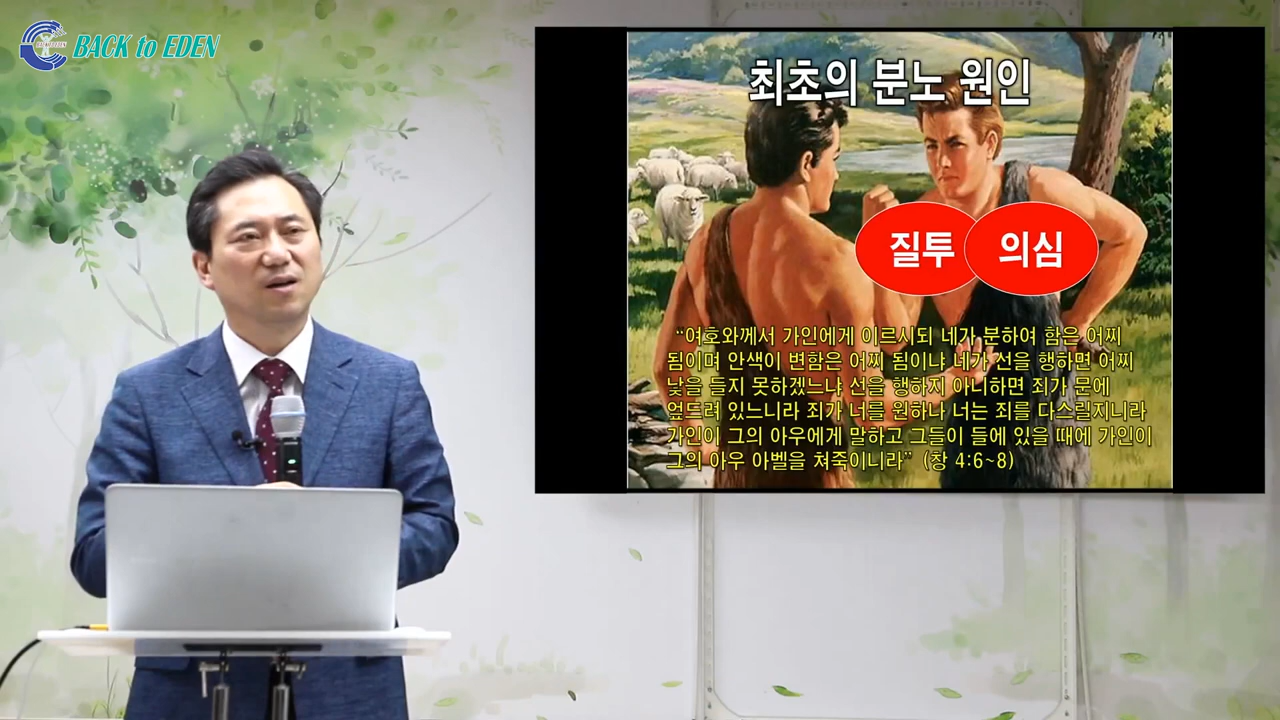 BACK to EDEN
최초의 분노 원인
질투
의심
“여호와께서 가인에게 이르시되 네가 분하여 함은 어찌
됨이며 안색이 변함은 어찌 됨이냐 네가 선을 행하면 어찌
낯을 들지 못하겠느냐 선을 행하지 아니하면 죄가 문에
엎드려 있느니라 죄가 너를 원하나 너는 죄를 다스릴지니라
가인이 그의 아우에게 말하고 그들이 들에 있을 때에 가인이
그의 아우 아벨을 쳐죽이니라” (창 4:6~8)